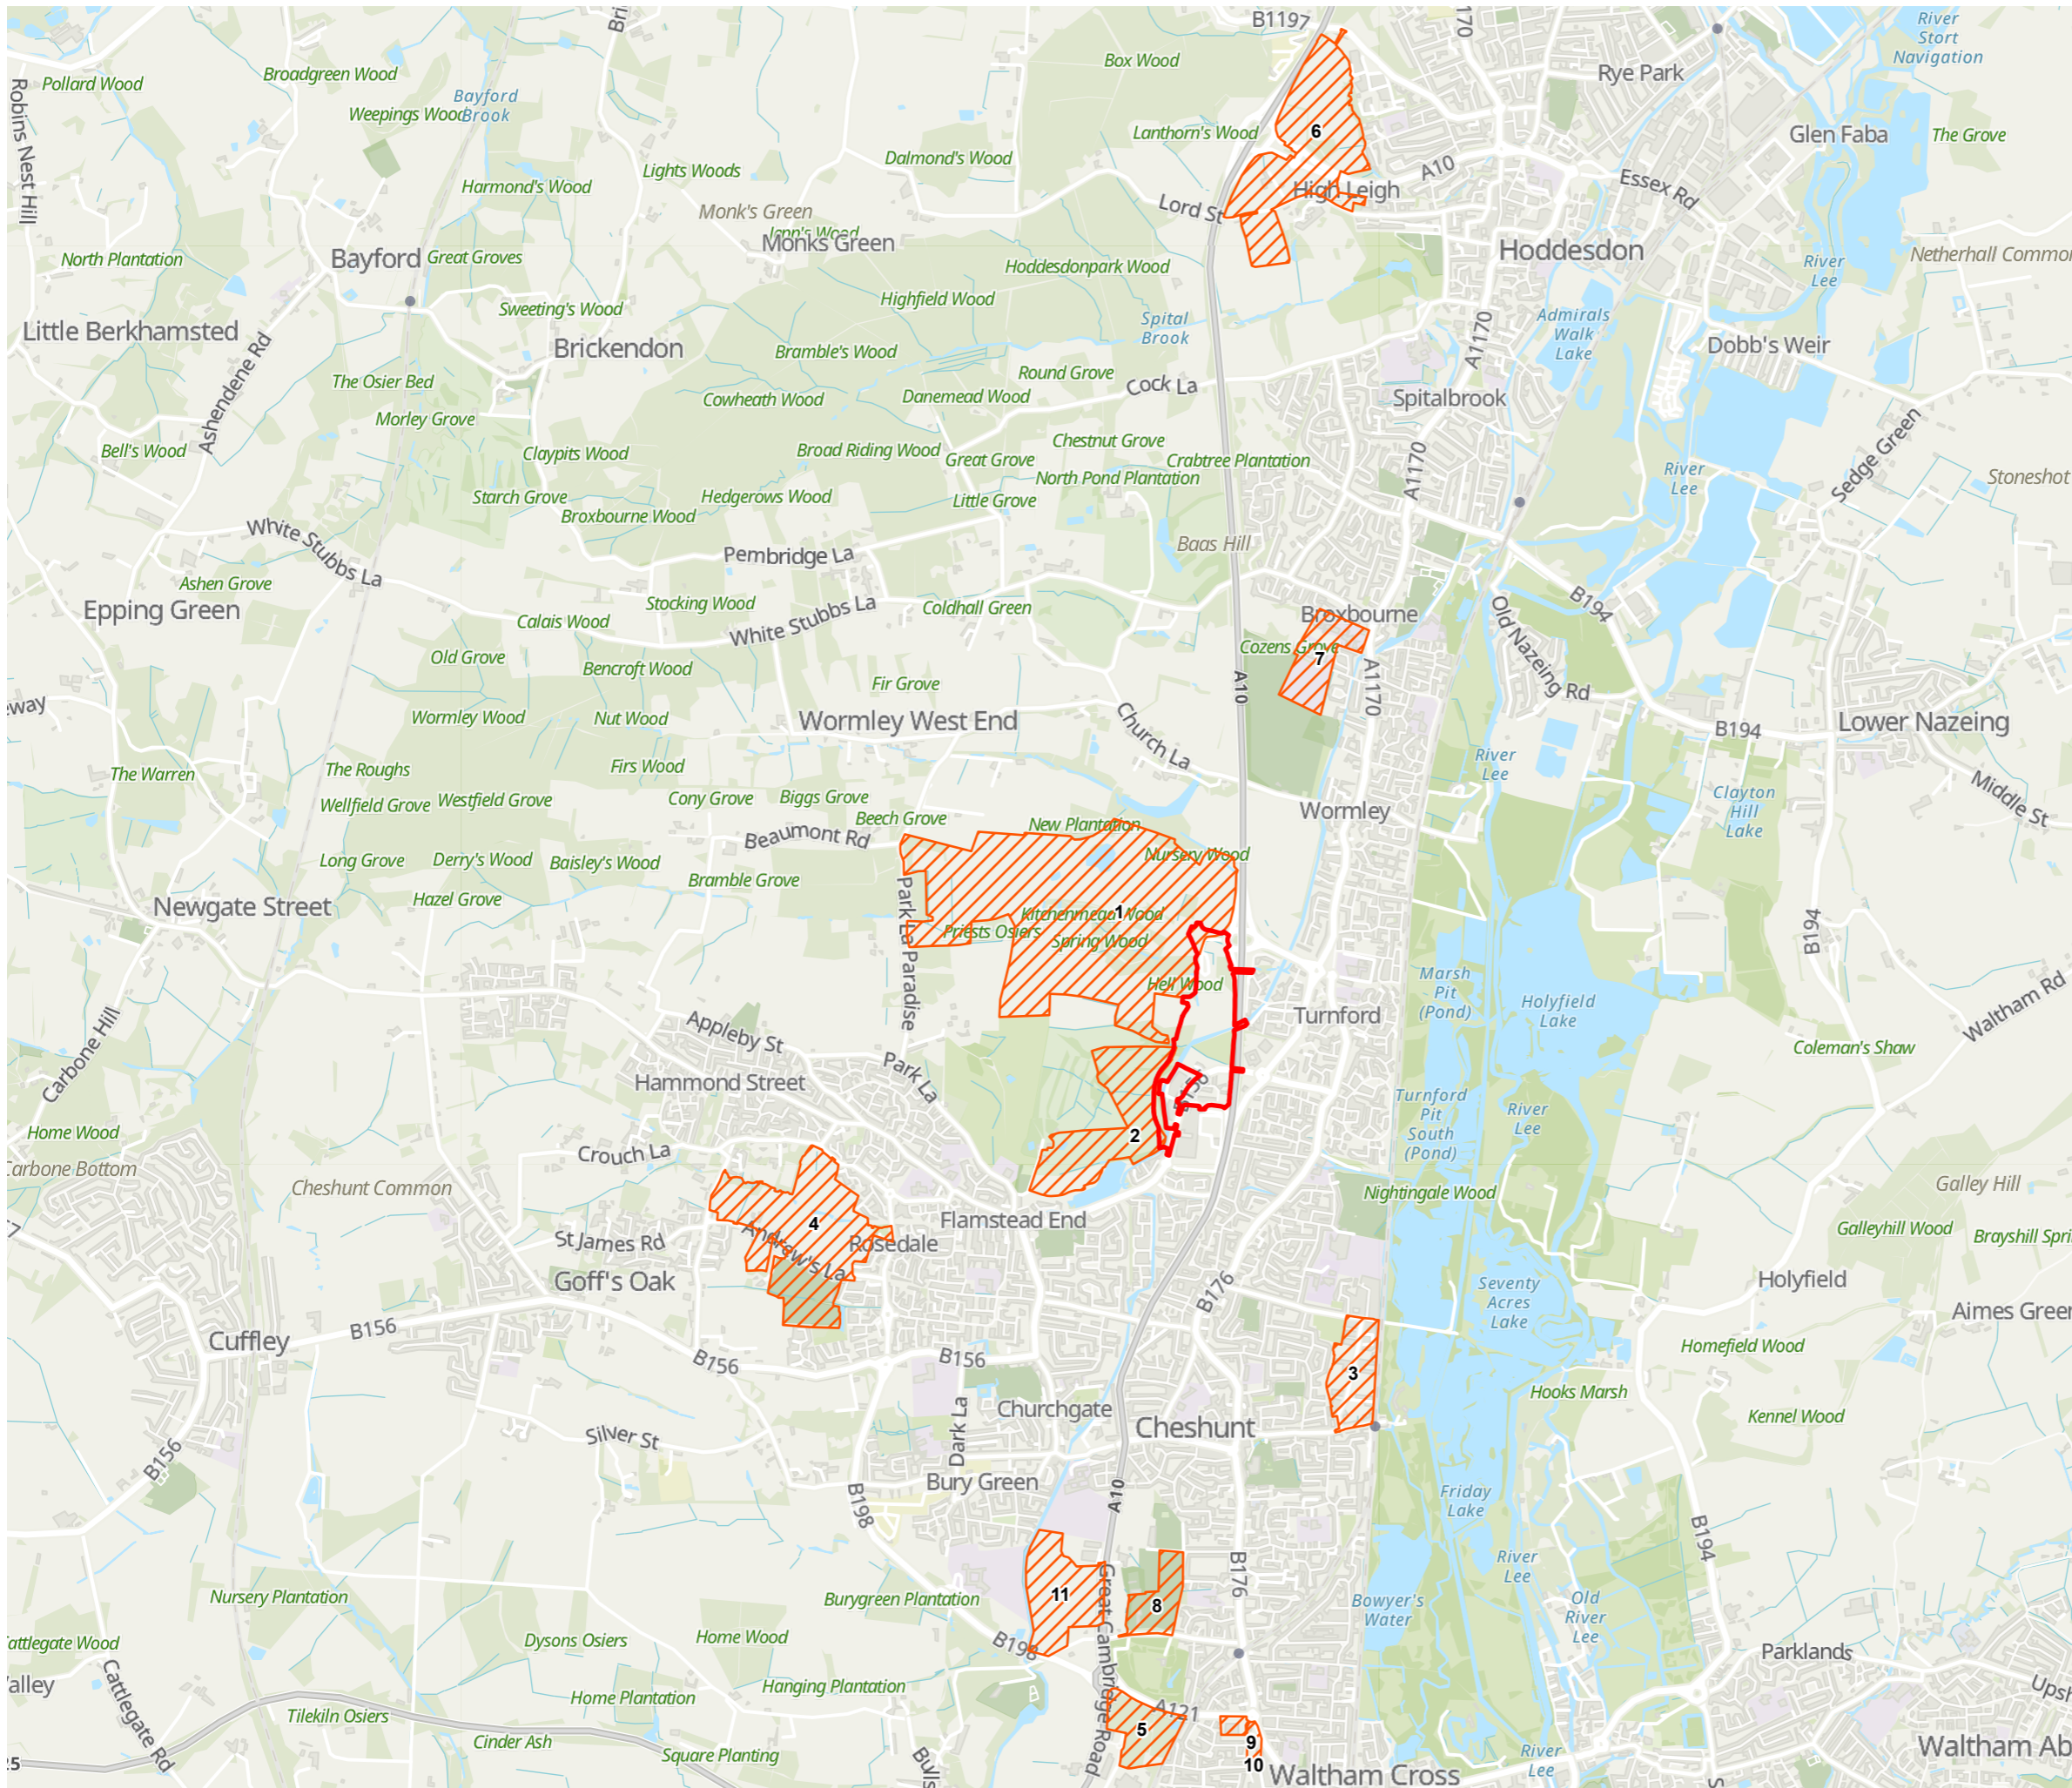 B1197
170
River
Stort
Navigation
Bri
Box Wood
Rye Park
Broadgreen Wood
Pollard Wood
Robins Nest Hill
Weepings Wood
Bayford
Brook
Lanthorn's Wood
6
Glen Faba
The Grove
Dalmond's Wood
Lights Woods
A10
Essex Rd
Harmond's Wood
High Leigh
Lord St
Monk's Green
Monks Green
Hoddesdon
Netherhall Common
North Plantation
Bayford
Great Groves
Hoddesdonpark Wood
River
Lee
Highfield Wood
Sweeting's Wood
Spital
Brook
Admirals
Walk
Lake
Little Berkhamsted
Ashendene Rd
Brickendon
Bramble's Wood
A1170
Dobb's Weir
The Osier Bed
Round Grove
Cock La
Cowheath Wood
Danemead Wood
Spitalbrook
Morley Grove
Sedge Green
Bell's Wood
Claypits Wood
Broad Riding Wood
Chestnut Grove
Great Grove
Crabtree Plantation
A1170
River
Lee
North Pond Plantation
Stoneshot
Starch Grove
Hedgerows Wood
Little Grove
Broxbourne Wood
White Stubbs La
Pembridge La
Baas Hill
Ashen Grove
Epping Green
Stocking Wood
Coldhall Green
White Stubbs La
Calais Wood
Broxbourne
B194
Old Nazeing Rd
Cozens Grove
7
Old Grove
Bencroft Wood
Fir Grove
A10
A1170
eway
Wormley Wood
Nut Wood
Wormley West End
Church La
B194
Lower Nazeing
The Warren
The Roughs
Firs Wood
River
Lee
Middle St
Wellfield Grove
Westfield Grove
Cony Grove
Biggs Grove
Clayton
Hill
Lake
Beech Grove
New Plantation
Wormley
Beaumont Rd
Long Grove
Derry's Wood
Baisley's Wood
Nursery Wood
Bramble Grove
Hazel Grove
Newgate Street
Park La Paradise
Kitchenmead Wood
1
Priests Osiers
Spring Wood
B194
Hell Wood
Marsh
Pit
(Pond)
Holyfield
Lake
Waltham Rd
Turnford
Carbone Hill
Appleby St
Coleman's Shaw
Hammond Street
Park La
Turnford
Pit
South
(Pond)
River
Lee
Home Wood
2
Crouch La
Carbone Bottom
Cheshunt Common
Nightingale Wood
Galley Hill
4
Flamstead End
Galleyhill Wood
Brayshill Spri
St James Rd
Andrew's La
Rosedale
Goff's Oak
Holyfield
Seventy
Acres
Lake
B176
Aimes Green
B156
Cuffley
Homefield Wood
B156
B156
3
Hooks Marsh
Churchgate
Cheshunt
Kennel Wood
Dark La
Silver St
B156
Bury Green
A10
B198
Friday
Lake
B194
River
Lee
B176
Nursery Plantation
Burygreen Plantation
11
8
Bowyer's
Water
Old
River
Lee
Great Cambridge Road
attlegate Wood
Dysons Osiers
Home Wood
B198
Parklands
alley
Cattlegate Rd
Home Plantation
Hanging Plantation
A121
Tilekiln Osiers
5
9
Cinder Ash
Square Planting
10
Waltham Cross
River
Lee
Waltham Ab